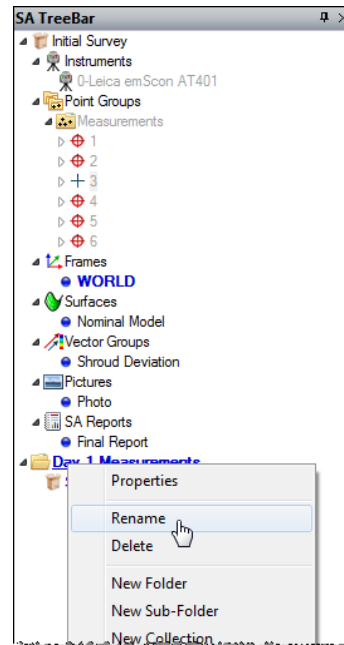 SA TreeBar
Initial Survey
Instruments
0-Leica emScon AT401
Point Groups
Measurements
1
2
3
4
5
6
Frames
WORLD
Surfaces
Nominal Model
Vector Groups
Shroud Deviation
Pictures
Photo
SA Reports
Final Report
Day 1 Measurements
Properties
Rename
Delete
New Folder
New Sub-Folder
New Collection